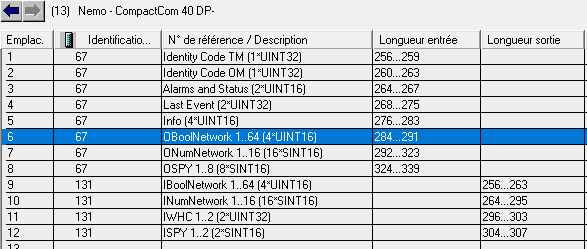 (13) Nemo - CompactCom 40 DP-
Emplac. Identificatio... N° de référence / Description Longueur entrée Longueur sortie
1 67 Identity Code TM (1*UINT32) 256...259
2 67 Identity Code OM (1*UINT32) 260...263
3 67 Alarms and Status (2*UINT16) 264...267
4 67 Last Event (2*UINT32) 268...275
5 67 Info (4*UINT16) 276...283
6 67 OBoolNetwork 1..64 (4*UINT16) 284...291
7 67 ONumNetwork 1..16 (16*SINT16) 292...323
8 67 OSPY 1..8 (8*SINT16) 324...339
9 131 IBoolNetwork 1..64 (4*UINT16) 256...263
10 131 INumNetwork 1..16 (16*SINT16) 264...295
11 131 IWHC 1..2 (2*UINT32) 296...303
12 131 ISPY 1..2 (2*SINT16) 304...307
13